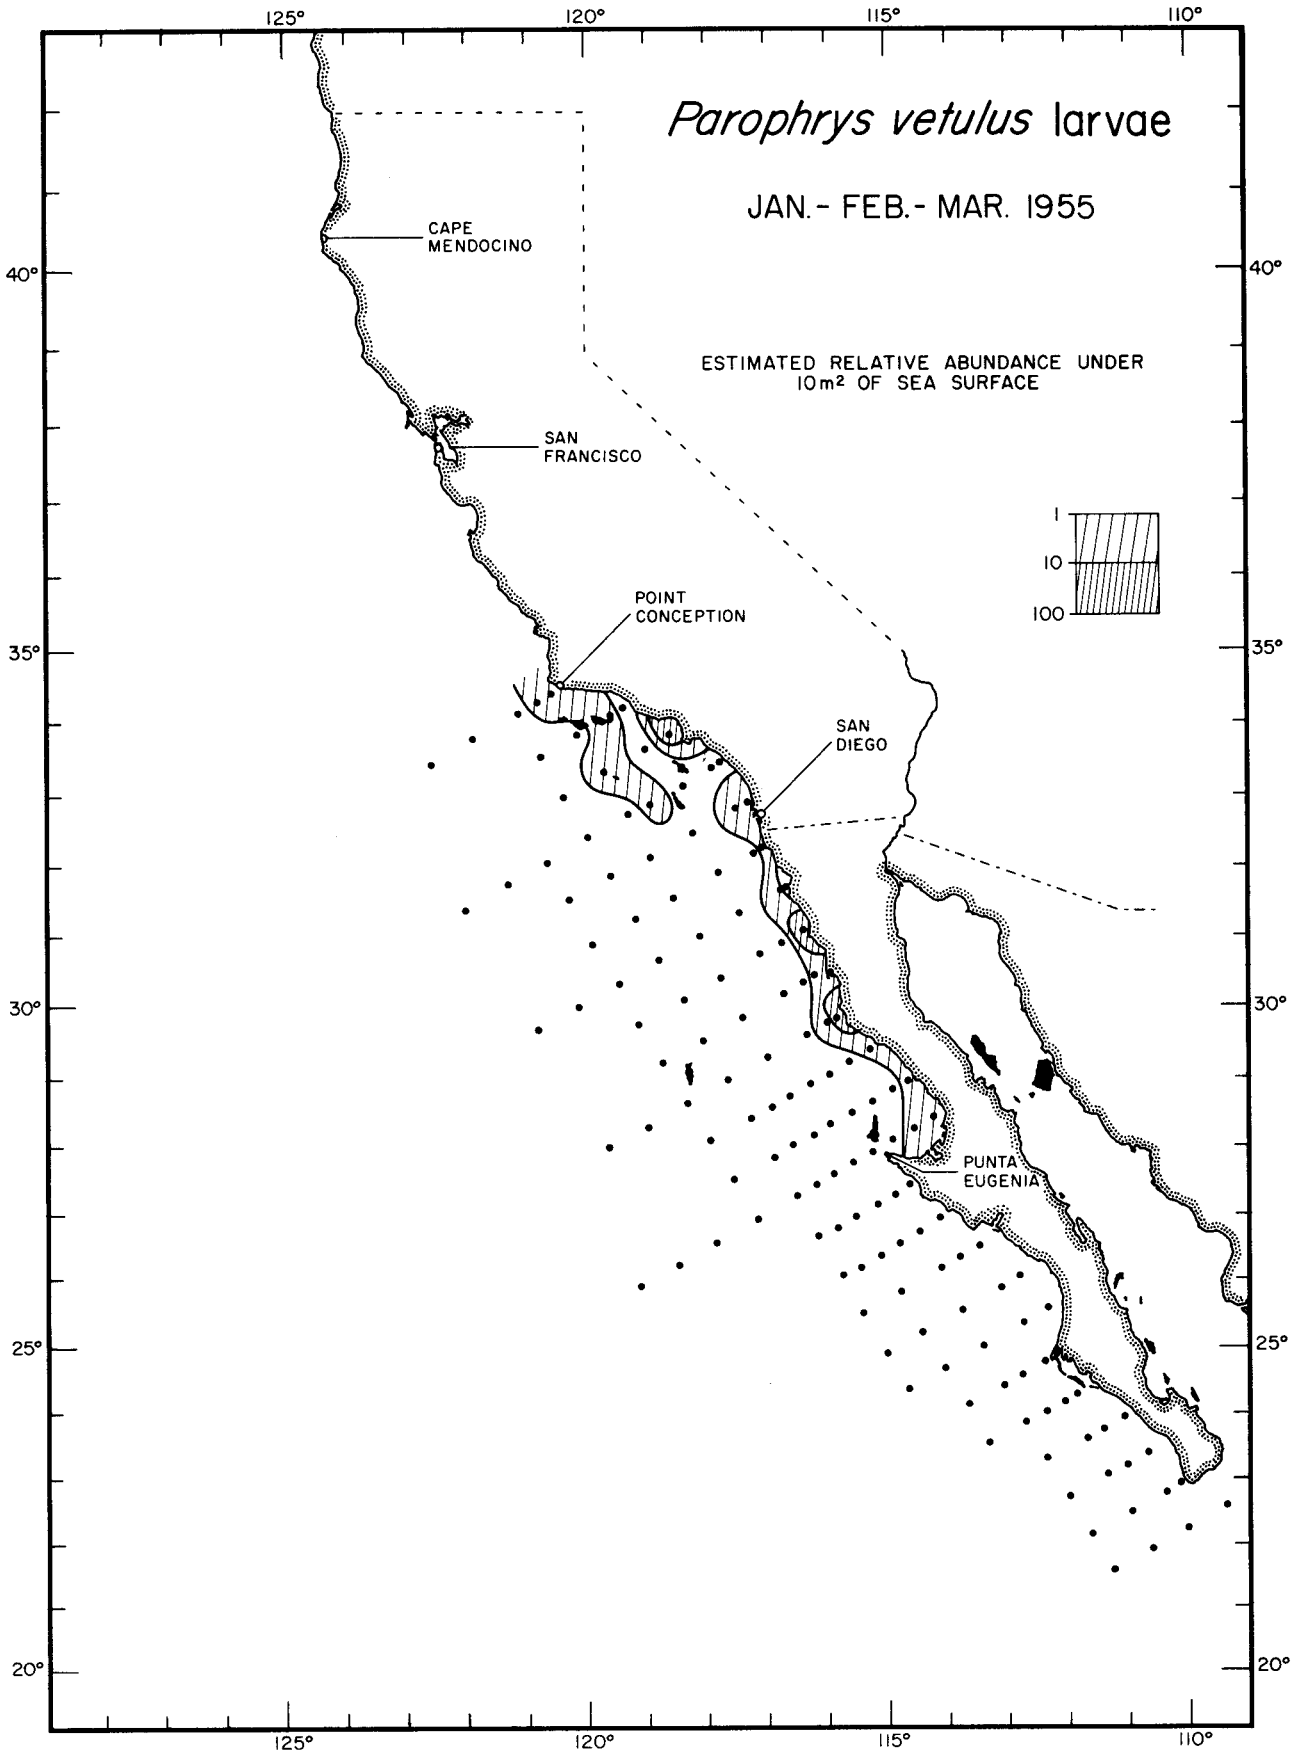 125° 120° 115° 110°
Parophrys vetulus larvae
JAN. - FEB. - MAR. 1955
CAPE
MENDOCINO
40° 40°
ESTIMATED RELATIVE ABUNDANCE UNDER
10m² OF SEA SURFACE
SAN
FRANCISCO
1
10
100
POINT
CONCEPTION
35° 35°
SAN
DIEGO
30° 30°
PUNTA
EUGENIA
25° 25°
20° 20°
125° 120° 115° 110°